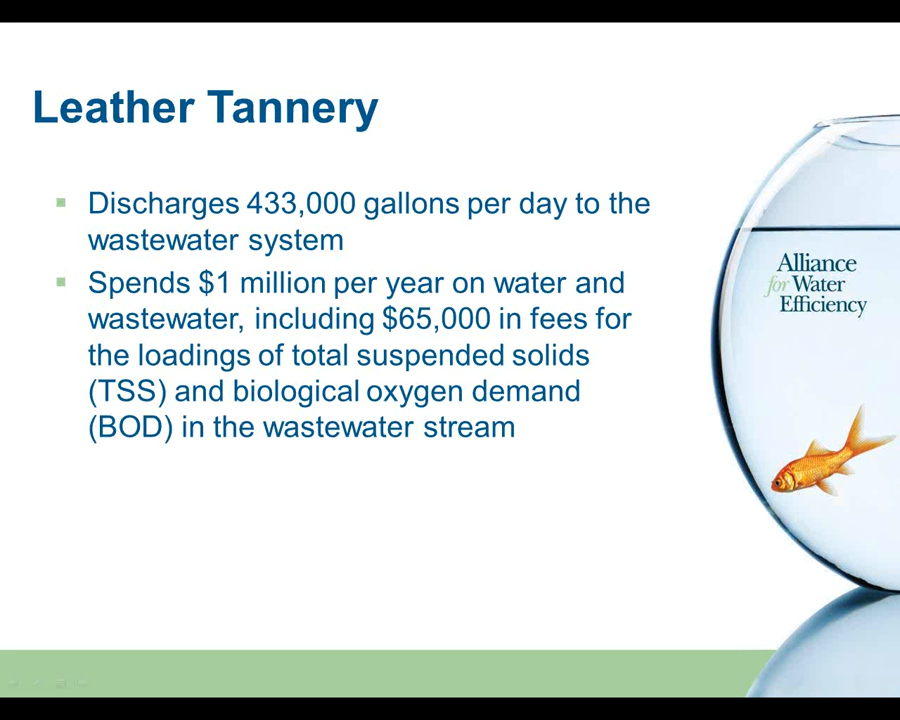 Leather Tannery
Discharges 433,000 gallons per day to the
wastewater system
Spends $1 million per year on water and
wastewater, including $65,000 in fees for
the loadings of total suspended solids
(TSS) and biological oxygen demand
(BOD) in the wastewater stream
Alliance
for Water
Efficiency